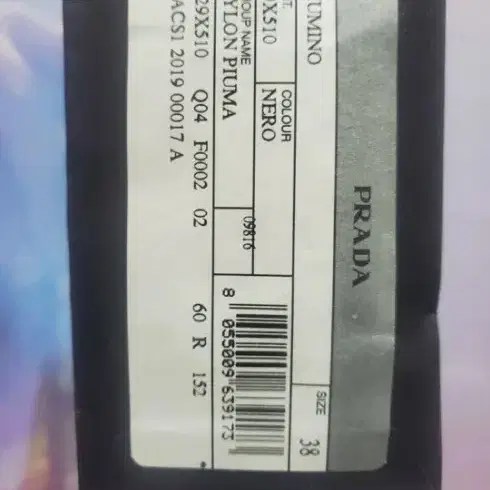 PRADA
UMINO
SIZE
38
T.
X510
COLOUR
NERO
OUP NAME
YLON PIUMA
09816
29X510 Q04 F0002 02 60 R 152
ACS1 2019 00017 A
8 055009 639173